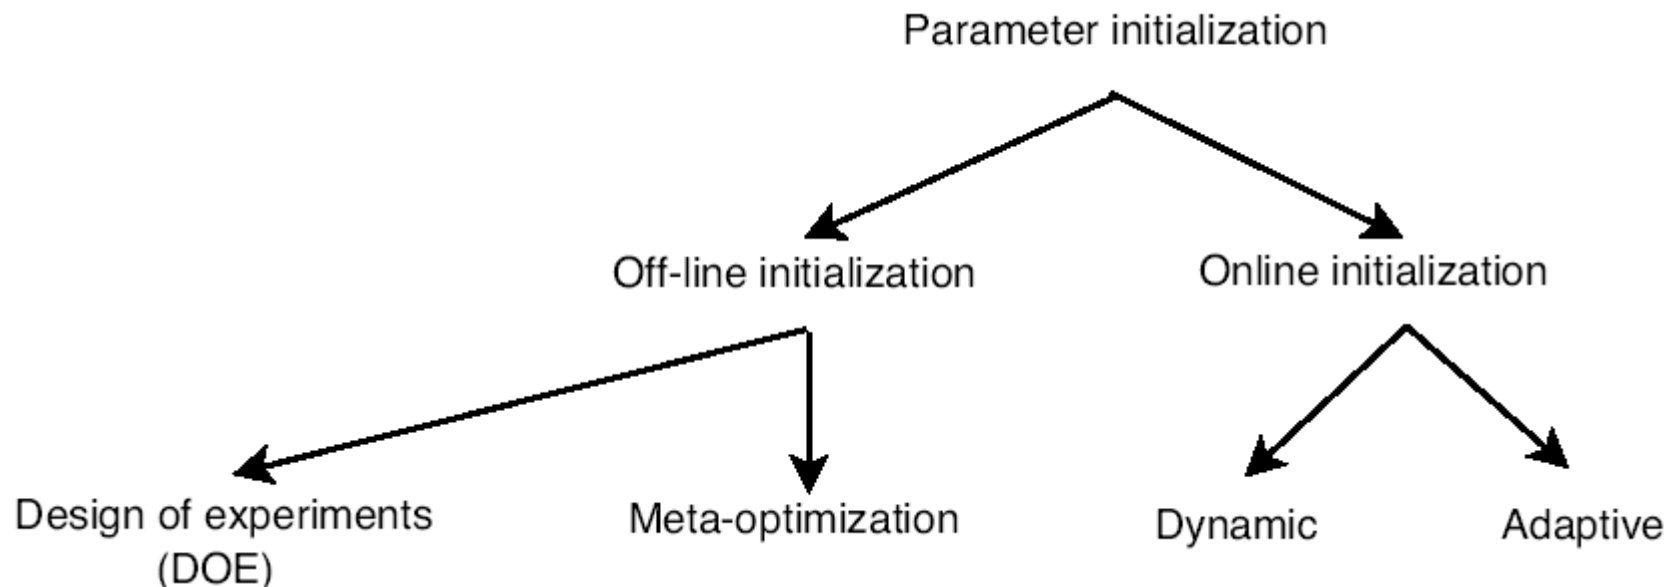 Parameter initialization
Off-line initialization
Online initialization
Design of experiments
(DOE)
Meta-optimization
Dynamic
Adaptive